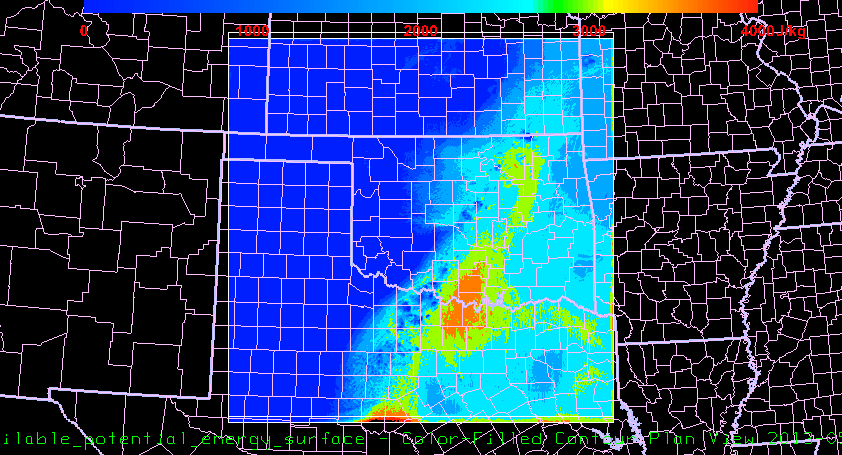 0 1000 2000 3000 4000 J/kg
ilable_potential_energy_surface - Color-Filled Contour Plan View 2013-05